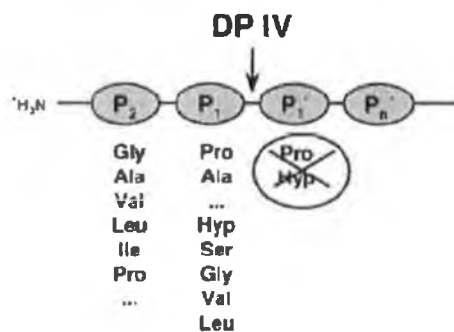 DP IV
⁺H₃N
P₂ P₁ P₁' Pₙ'
Gly Pro Pro
Ala Ala Hyp
Val ...
Leu Hyp
Ile Ser
Pro Gly
... Val
Leu